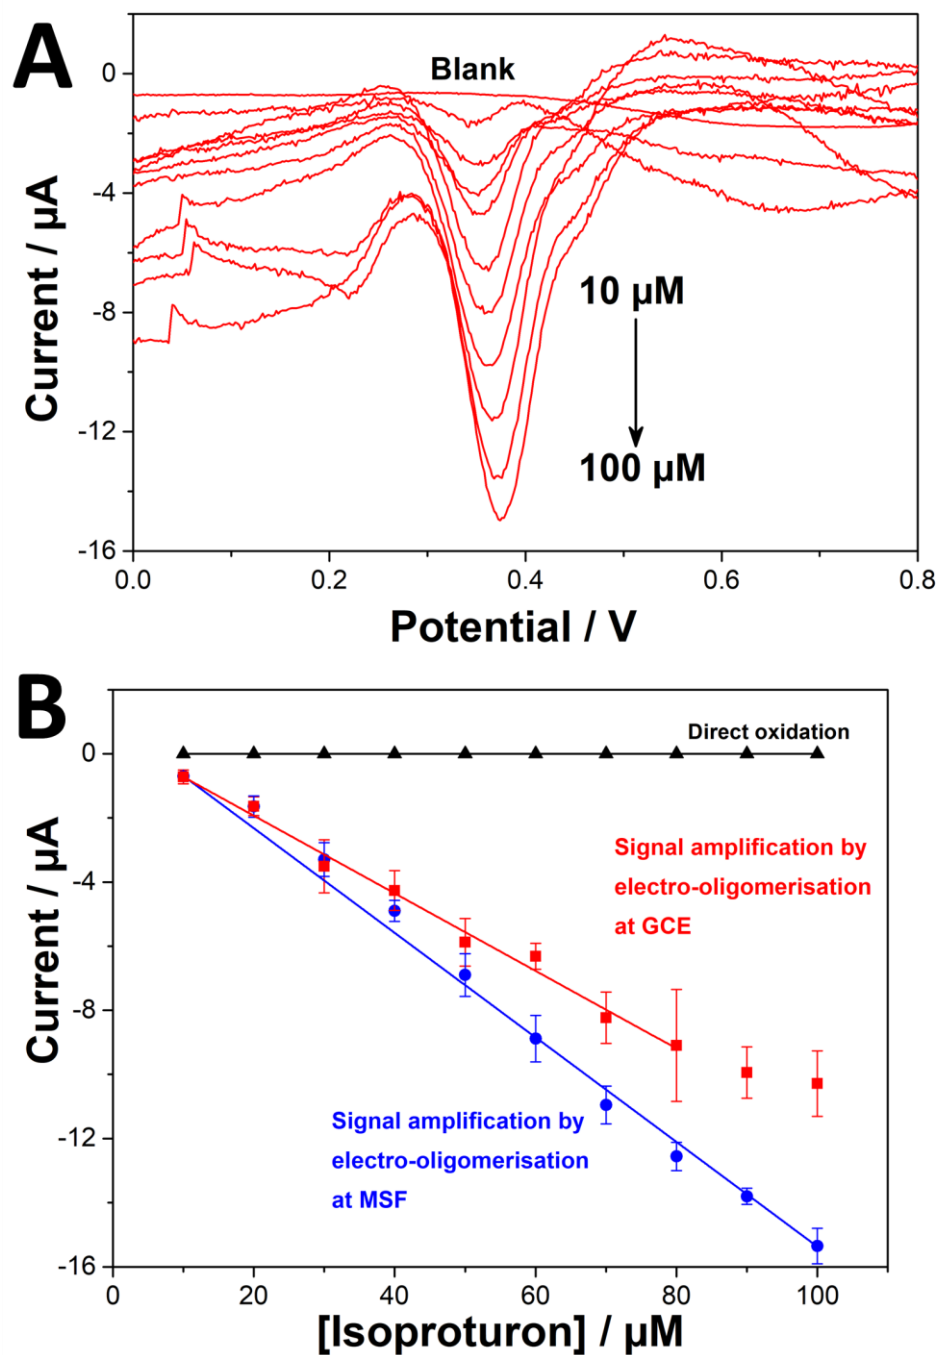 A
Blank
0
-4
-8
-12
-16
Current / µA
10 µM
100 µM
0.0 0.2 0.4 0.6 0.8
Potential / V
B
Direct oxidation
0
-4
-8
-12
-16
Current / µA
Signal amplification by
electro-oligomerisation
at GCE
Signal amplification by
electro-oligomerisation
at MSF
0 20 40 60 80 100
[Isoproturon] / µM